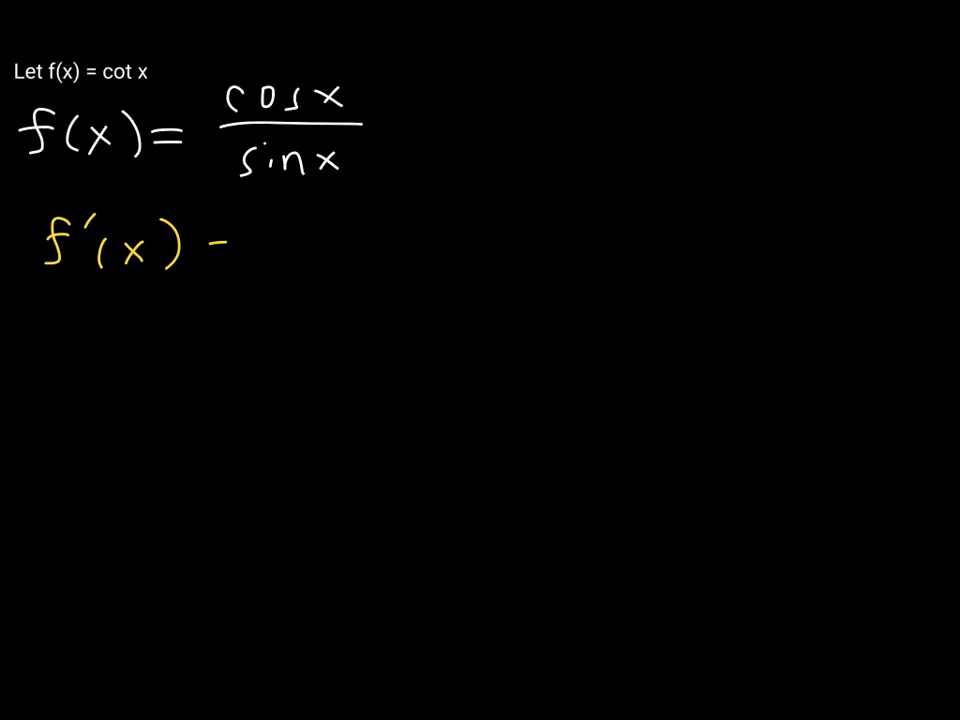 Let f(x) = cot x
f(x) = cos x / sin x
f'(x) -